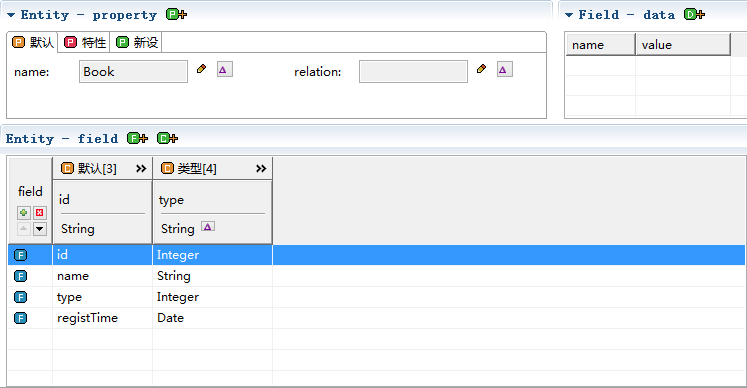 Entity - property
Field - data
默认 特性 新设
name: Book relation:
name value
Entity - field
默认[3] 类型[4]
field
id type
String String
id Integer
name String
type Integer
registTime Date